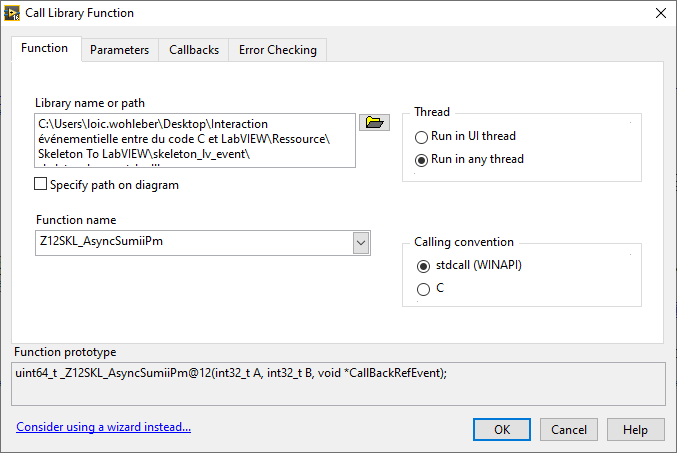 Call Library Function
Function
Parameters
Callbacks
Error Checking
Library name or path
C:\Users\loic.wohleber\Desktop\Interaction
événementielle entre du code C et LabVIEW\Ressource\
Skeleton To LabVIEW\skeleton_lv_event\
Specify path on diagram
Function name
Z12SKL_AsyncSumiiPm
Thread
Run in UI thread
Run in any thread
Calling convention
stdcall (WINAPI)
C
Function prototype
uint64_t _Z12SKL_AsyncSumiiPm@12(int32_t A, int32_t B, void *CallBackRefEvent);
Consider using a wizard instead...
OK
Cancel
Help